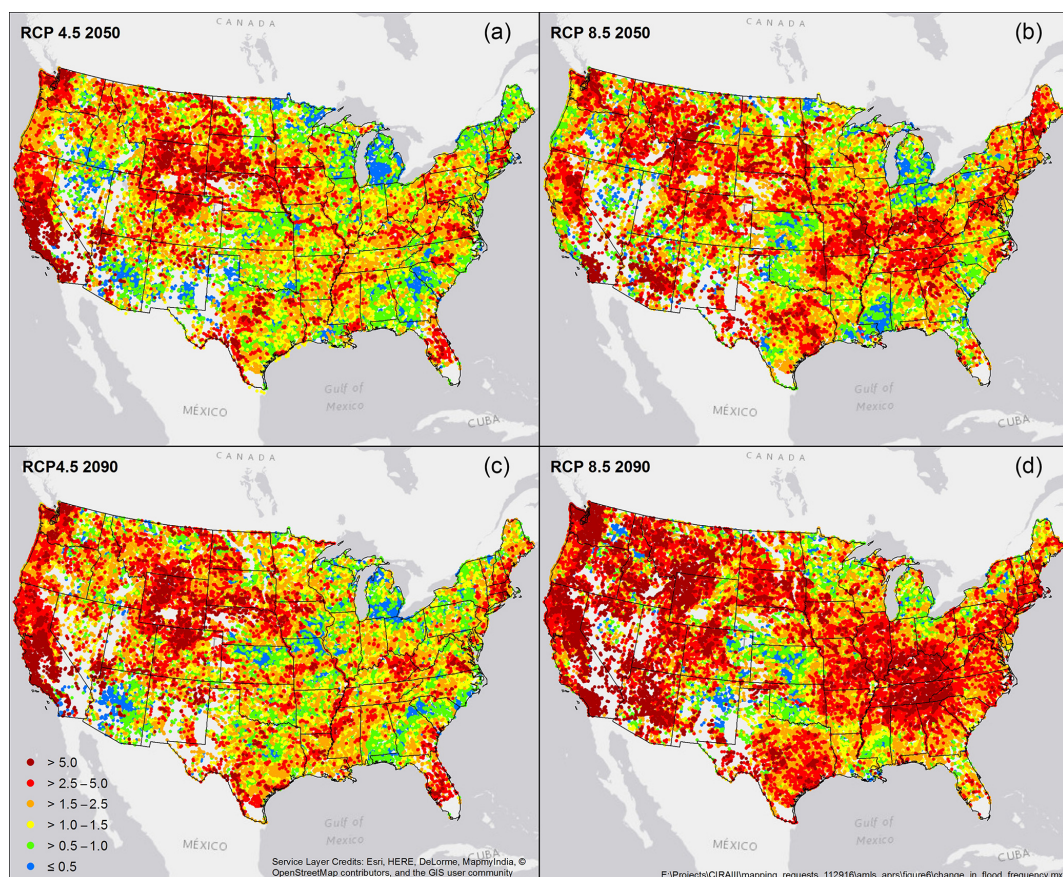 CANADA
RCP 4.5 2050
(a)
Gulf of
Mexico
MÉXICO
CUBA
CANADA
RCP 8.5 2050
(b)
Gulf of
Mexico
MÉXICO
CUBA
CANADA
RCP4.5 2090
(c)
> 5.0
> 2.5 – 5.0
> 1.5 – 2.5
> 1.0 – 1.5
> 0.5 – 1.0
≤ 0.5
Gulf of
Mexico
MÉXICO
CUBA
Service Layer Credits: Esri, HERE, DeLorme, MapmyIndia, ©
OpenStreetMap contributors, and the GIS user community
CANADA
RCP 8.5 2090
(d)
Gulf of
Mexico
MÉXICO
CUBA